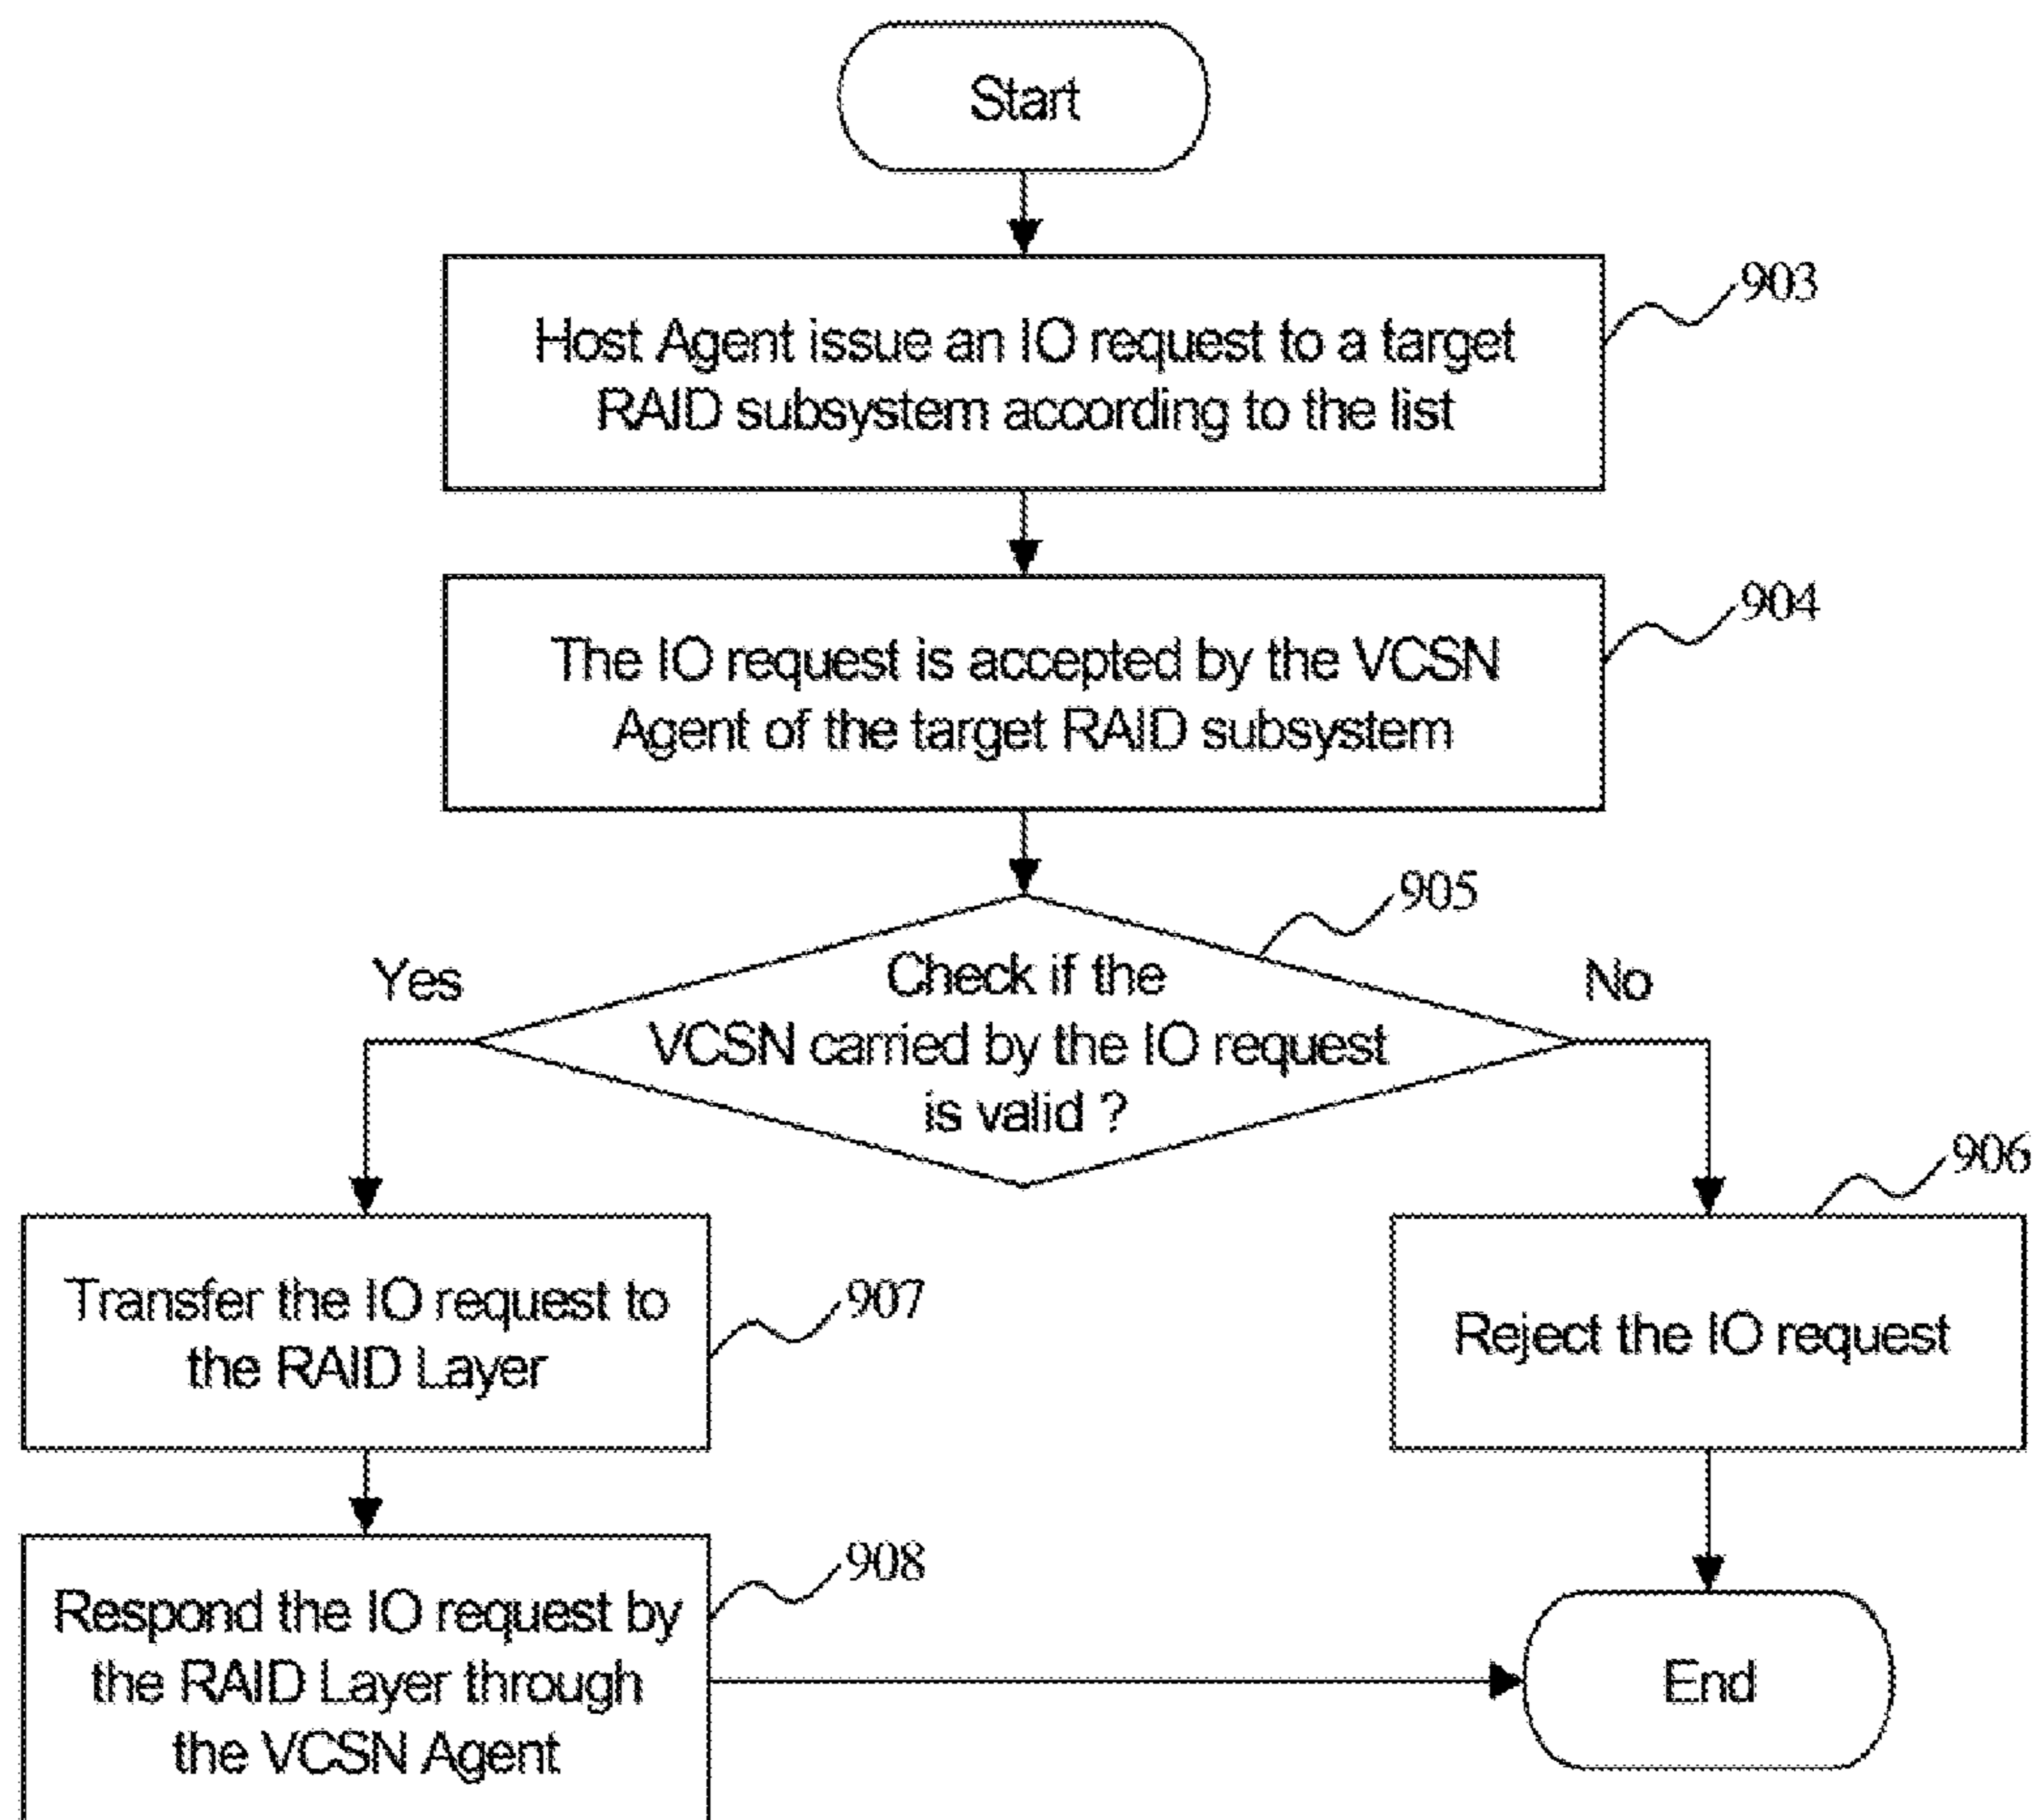 Start
Host Agent issue an IO request to a target
RAID subsystem according to the list
903
The IO request is accepted by the VCSN
Agent of the target RAID subsystem
904
905
Yes
Check if the
VCSN carried by the IO request
is valid ?
No
906
Transfer the IO request to
the RAID Layer
907
Reject the IO request
Respond the IO request by
the RAID Layer through
the VCSN Agent
908
End